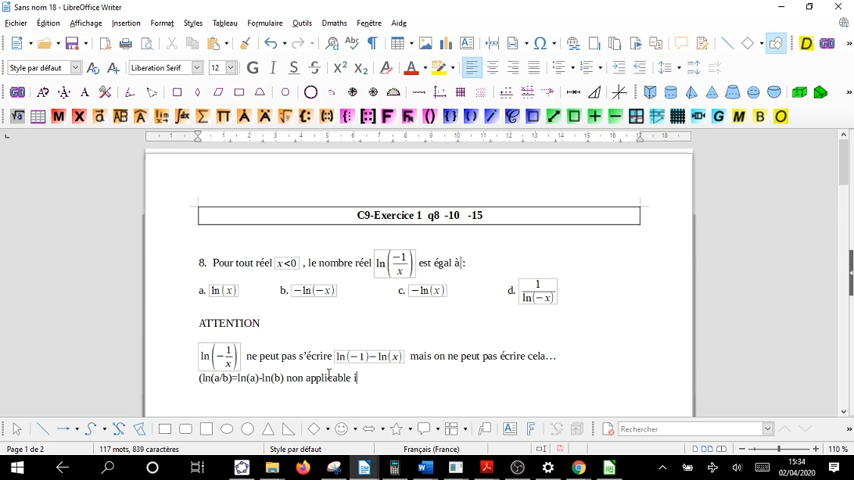 Sans nom 18 - LibreOffice Writer
Fichier Édition Affichage Insertion Format Styles Tableau Formulaire Outils Dmaths Fenêtre Aide
Style par défaut Liberation Serif 12
C9-Exercice 1 q8 -10 -15
8. Pour tout réel x<0 , le nombre réel ln(-1/x) est égal à :
a. ln(x) b. -ln(-x) c. -ln(x) d. 1/ln(-x)
ATTENTION
ln(-1/x) ne peut pas s'écrire ln(-1)-ln(x) mais on ne peut pas écrire cela…
(ln(a/b)=ln(a)-ln(b) non applicable i
Rechercher
Page 1 de 2 117 mots, 839 caractères Style par défaut Français (France) 110 %
15:34
02/04/2020